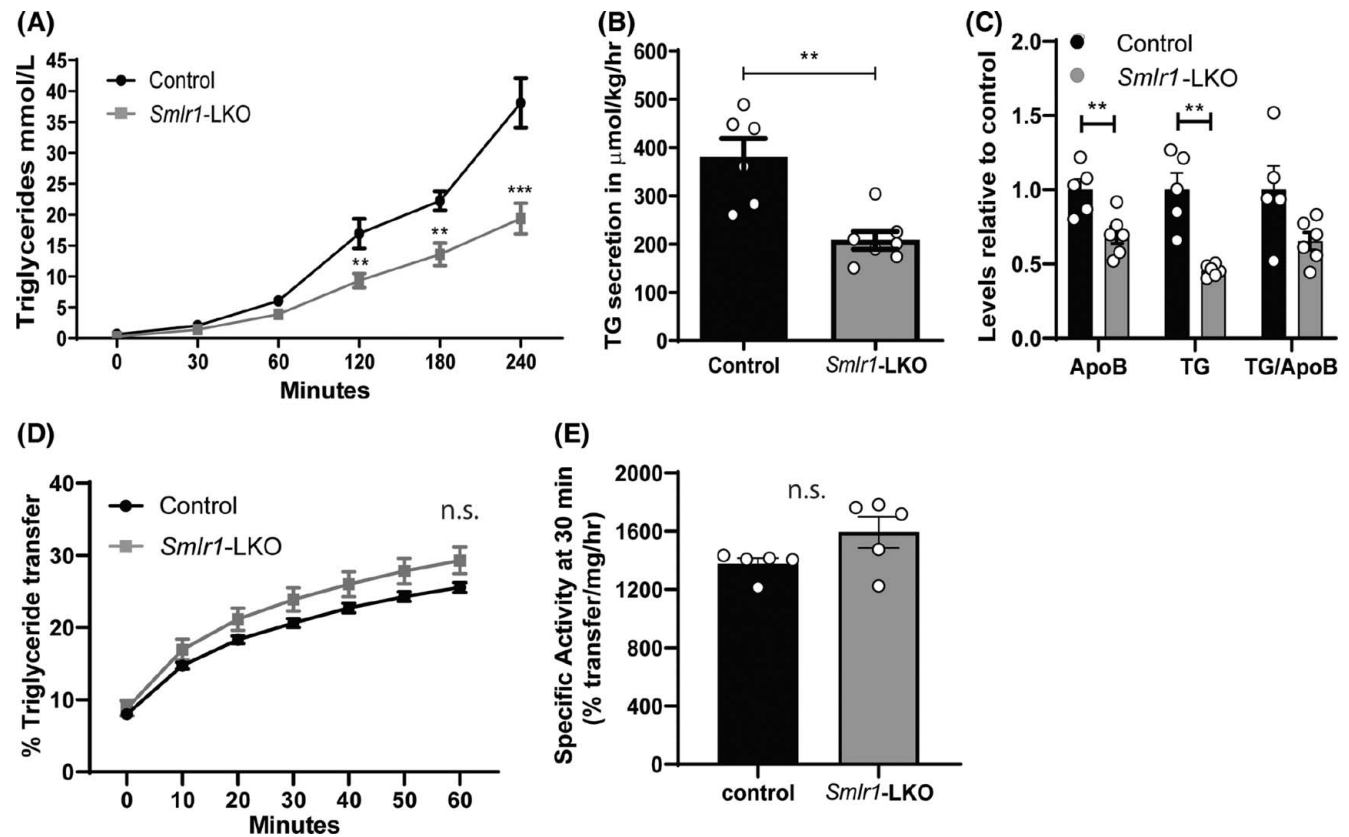 (A)
Triglycerides mmol/L
45
40
35
30
25
20
15
10
5
0
Control
Smlr1-LKO
**
**
***
0 30 60 120 180 240
Minutes
(B)
TG secretion in μmol/kg/hr
600
500
400
300
200
100
0
**
Control Smlr1-LKO
(C)
Levels relative to control
2.0
1.5
1.0
0.5
0.0
Control
Smlr1-LKO
** **
ApoB TG TG/ApoB
(D)
% Triglyceride transfer
40
30
20
10
0
Control
Smlr1-LKO
n.s.
0 10 20 30 40 50 60
Minutes
(E)
Specific Activity at 30 min
(% transfer/mg/hr)
2000
1600
1200
800
400
0
n.s.
control Smlr1-LKO